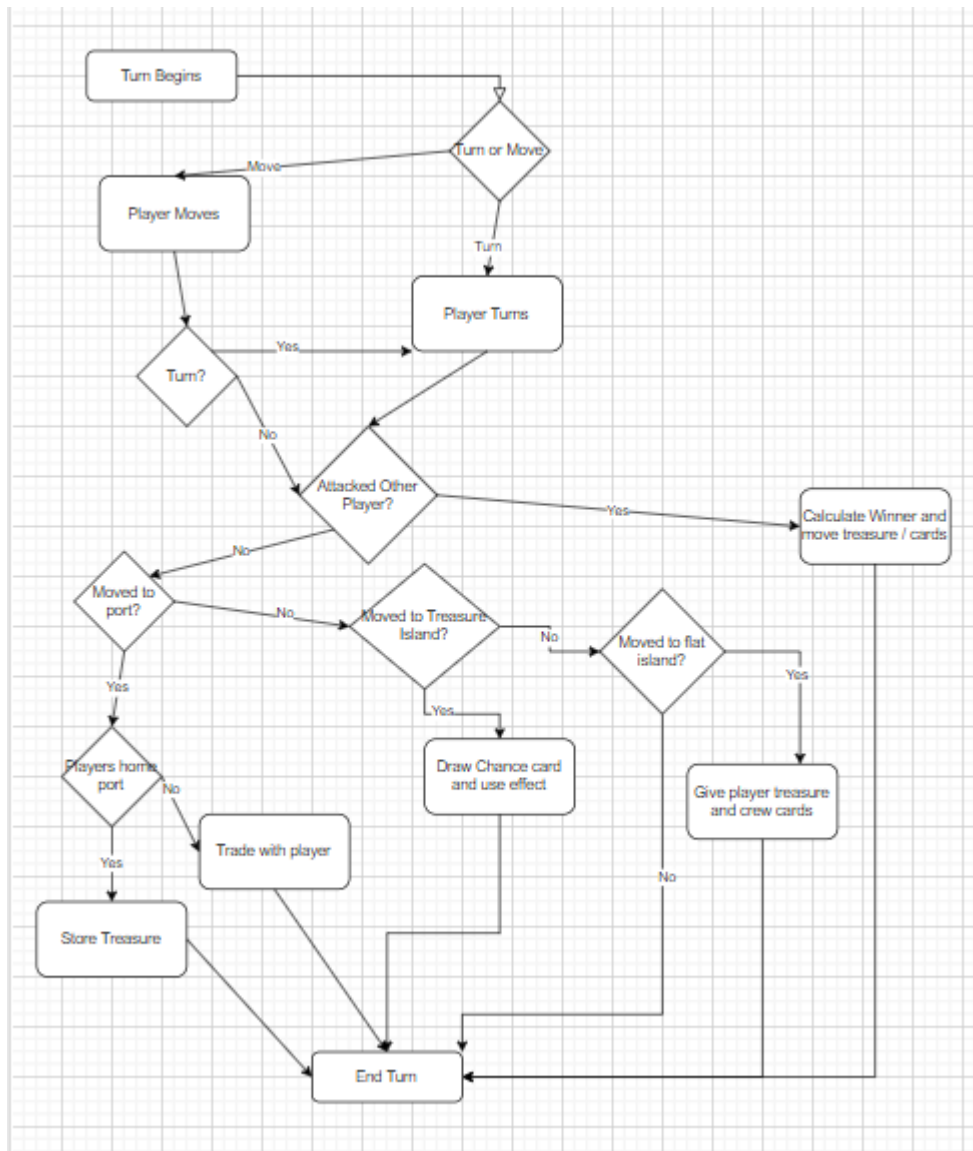 Turn Begins
Turn or Move
Move
Player Moves
Turn
Player Turns
Yes
Turn?
No
Attacked Other
Player?
Yes
Calculate Winner and
move treasure / cards
No
Moved to
port?
No
Moved to Treasure
Island?
No
Moved to flat
island?
Yes
Yes
Yes
Players home
port
No
Draw Chance card
and use effect
Give player treasure
and crew cards
Trade with player
Yes
No
Store Treasure
End Turn